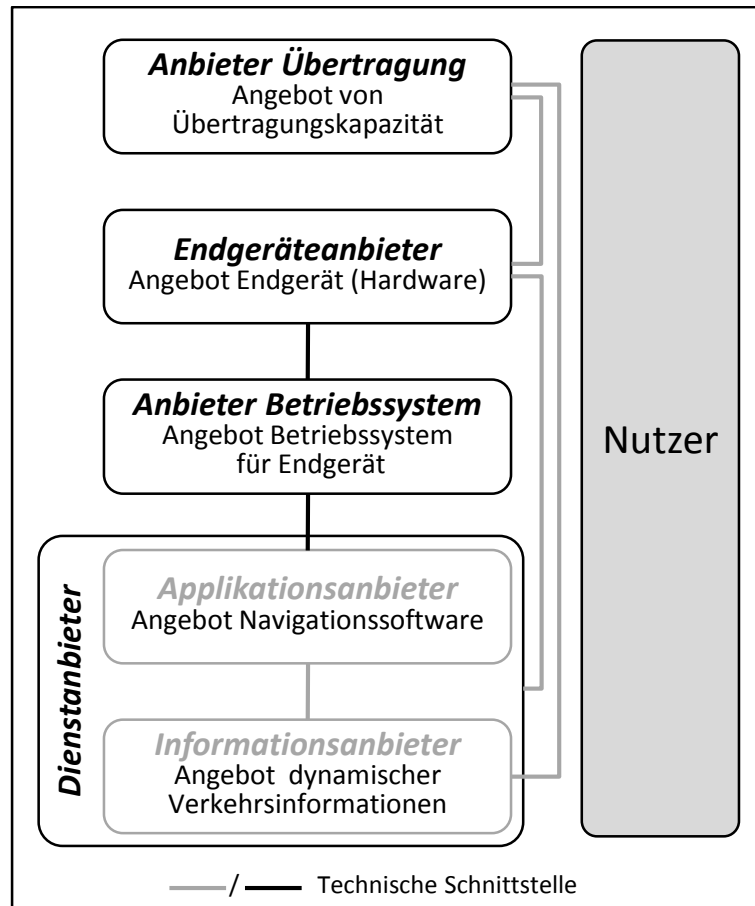 Anbieter Übertragung
Angebot von
Übertragungskapazität
Endgeräteanbieter
Angebot Endgerät (Hardware)
Anbieter Betriebssystem
Angebot Betriebssystem
für Endgerät
Dienstanbieter
Applikationsanbieter
Angebot Navigationssoftware
Informationsanbieter
Angebot dynamischer
Verkehrsinformationen
Nutzer
/ Technische Schnittstelle